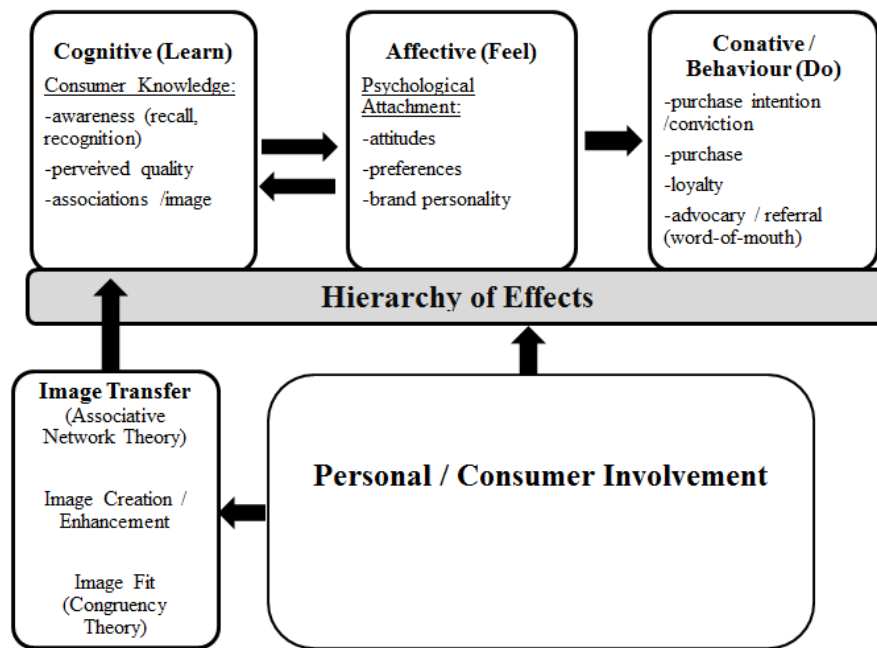 Cognitive (Learn)
Consumer Knowledge:
-awareness (recall,
recognition)
-perveived quality
-associations /image
Affective (Feel)
Psychological
Attachment:
-attitudes
-preferences
-brand personality
Conative /
Behaviour (Do)
-purchase intention
/conviction
-purchase
-loyalty
-advocary / referral
(word-of-mouth)
Hierarchy of Effects
Image Transfer
(Associative
Network Theory)
Image Creation /
Enhancement
Image Fit
(Congruency
Theory)
Personal / Consumer Involvement